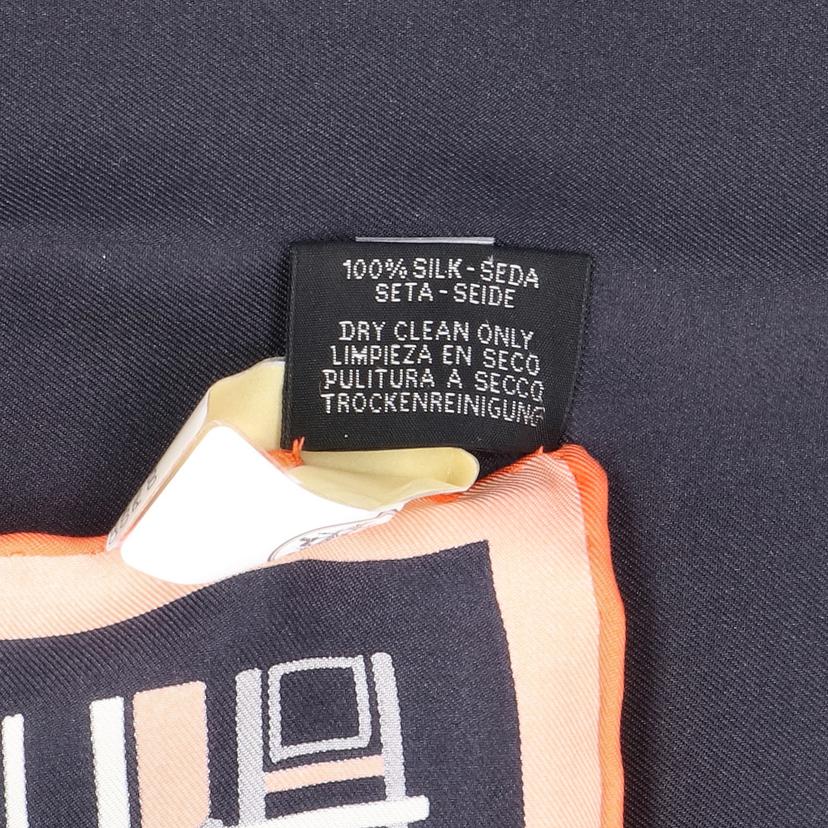 100% SILK-SEDA
SETA-SEIDE
DRY CLEAN ONLY
LIMPIEZA EN SECO
PULITURA A SECCO
TROCKENREINIGUNG